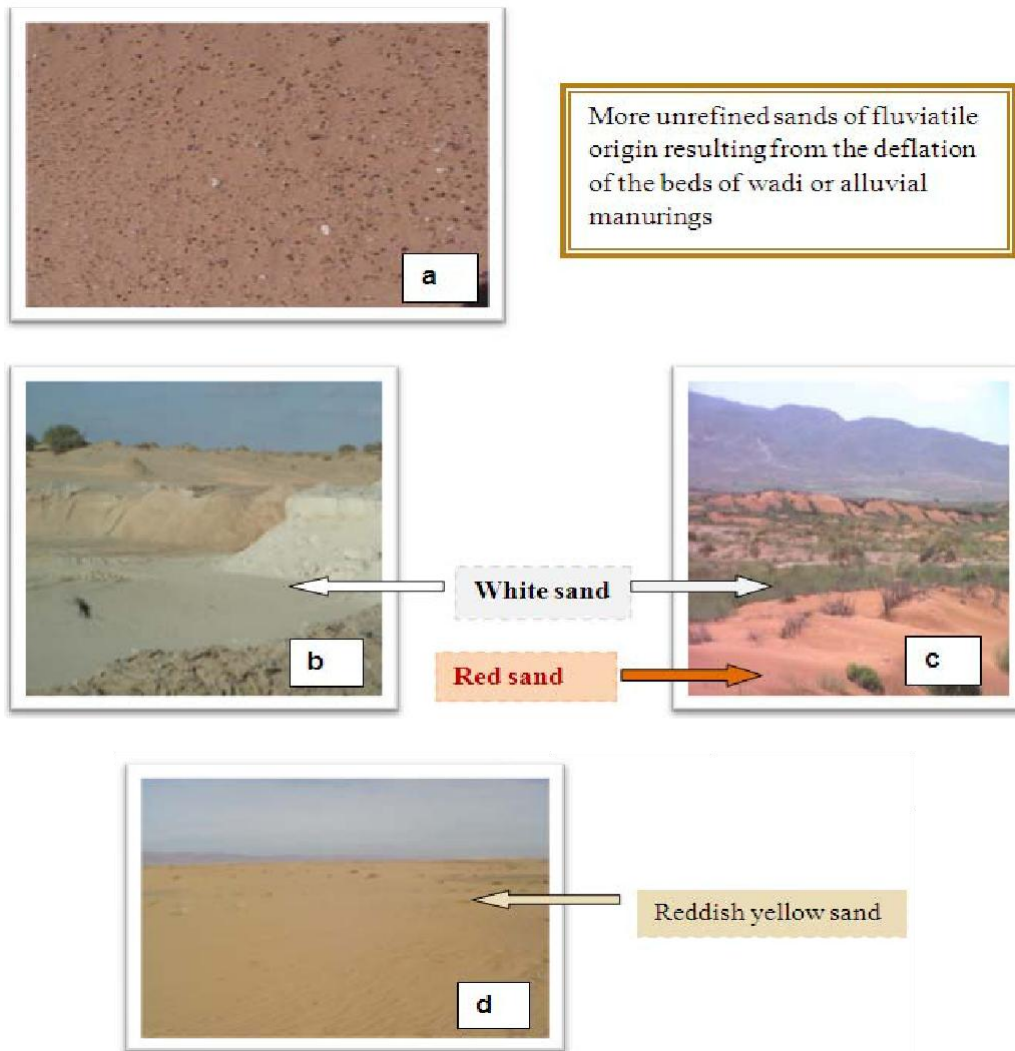 a
More unrefined sands of fluviatile
origin resulting from the deflation
of the beds of wadi or alluvial
manurings
White sand
b
c
Red sand
d
Reddish yellow sand